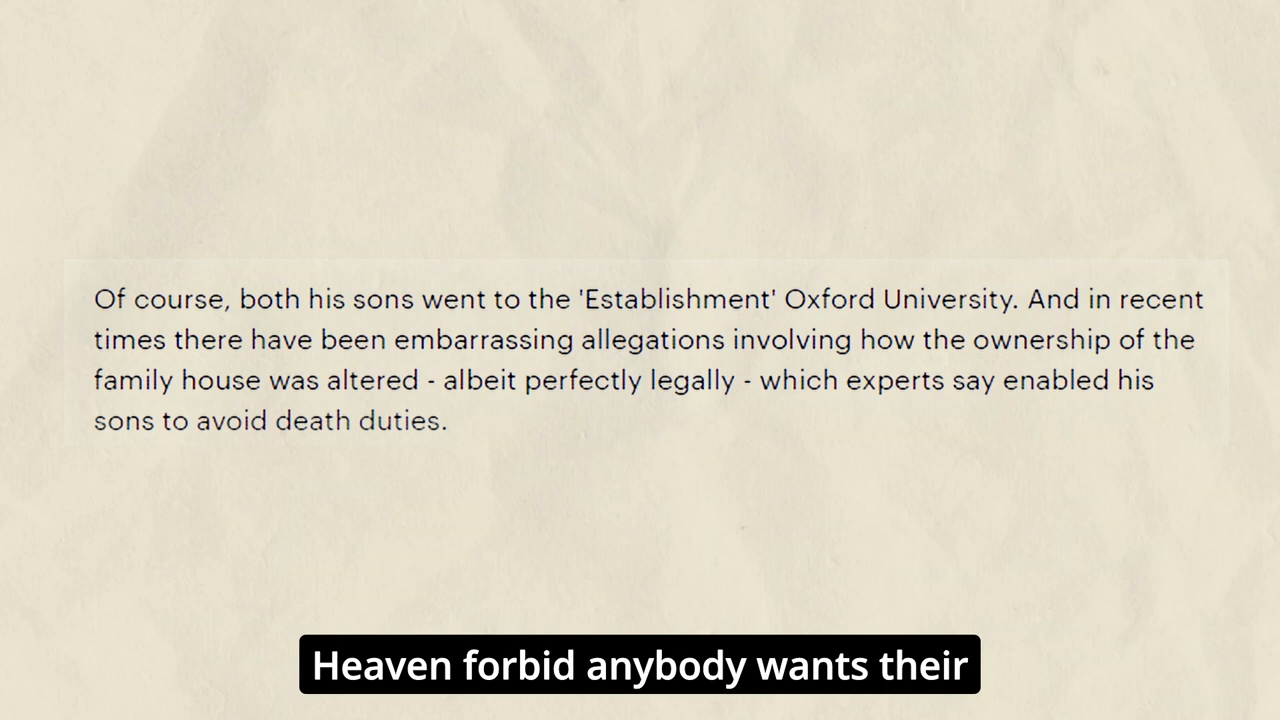 Of course, both his sons went to the 'Establishment' Oxford University. And in recent
times there have been embarrassing allegations involving how the ownership of the
family house was altered - albeit perfectly legally - which experts say enabled his
sons to avoid death duties.
Heaven forbid anybody wants their